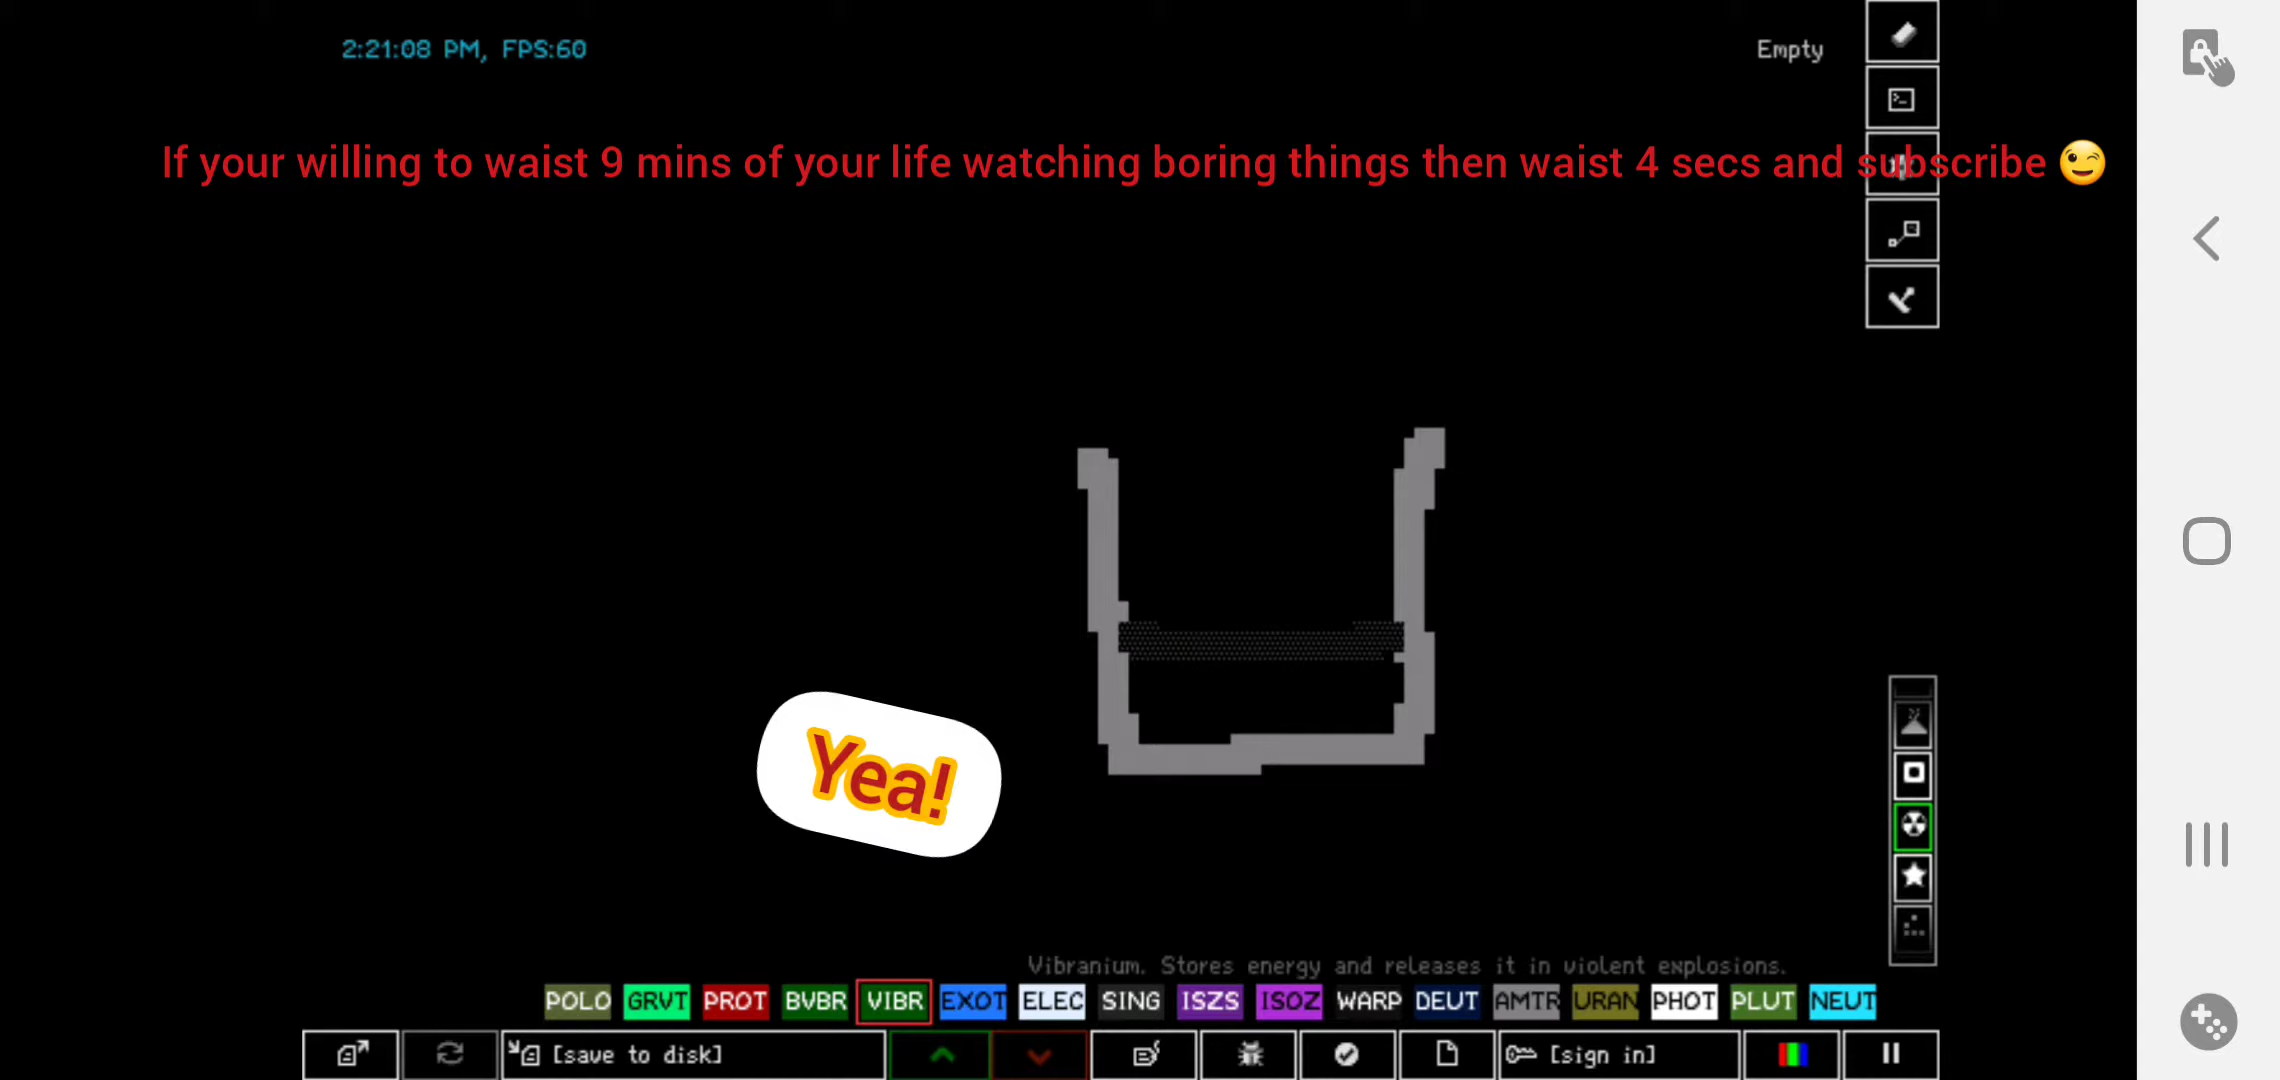 2:21:08 PM, FPS:60
Empty
If your willing to waist 9 mins of your life watching boring things then waist 4 secs and subscribe 😉
Yea!
Vibranium. Stores energy and releases it in violent explosions.
POLO GRVT PROT BVBR VIBR EXOT ELEC SING ISZS ISOZ WARP DEUT AMTR URAN PHOT PLUT NEUT
[save to disk] [sign in]